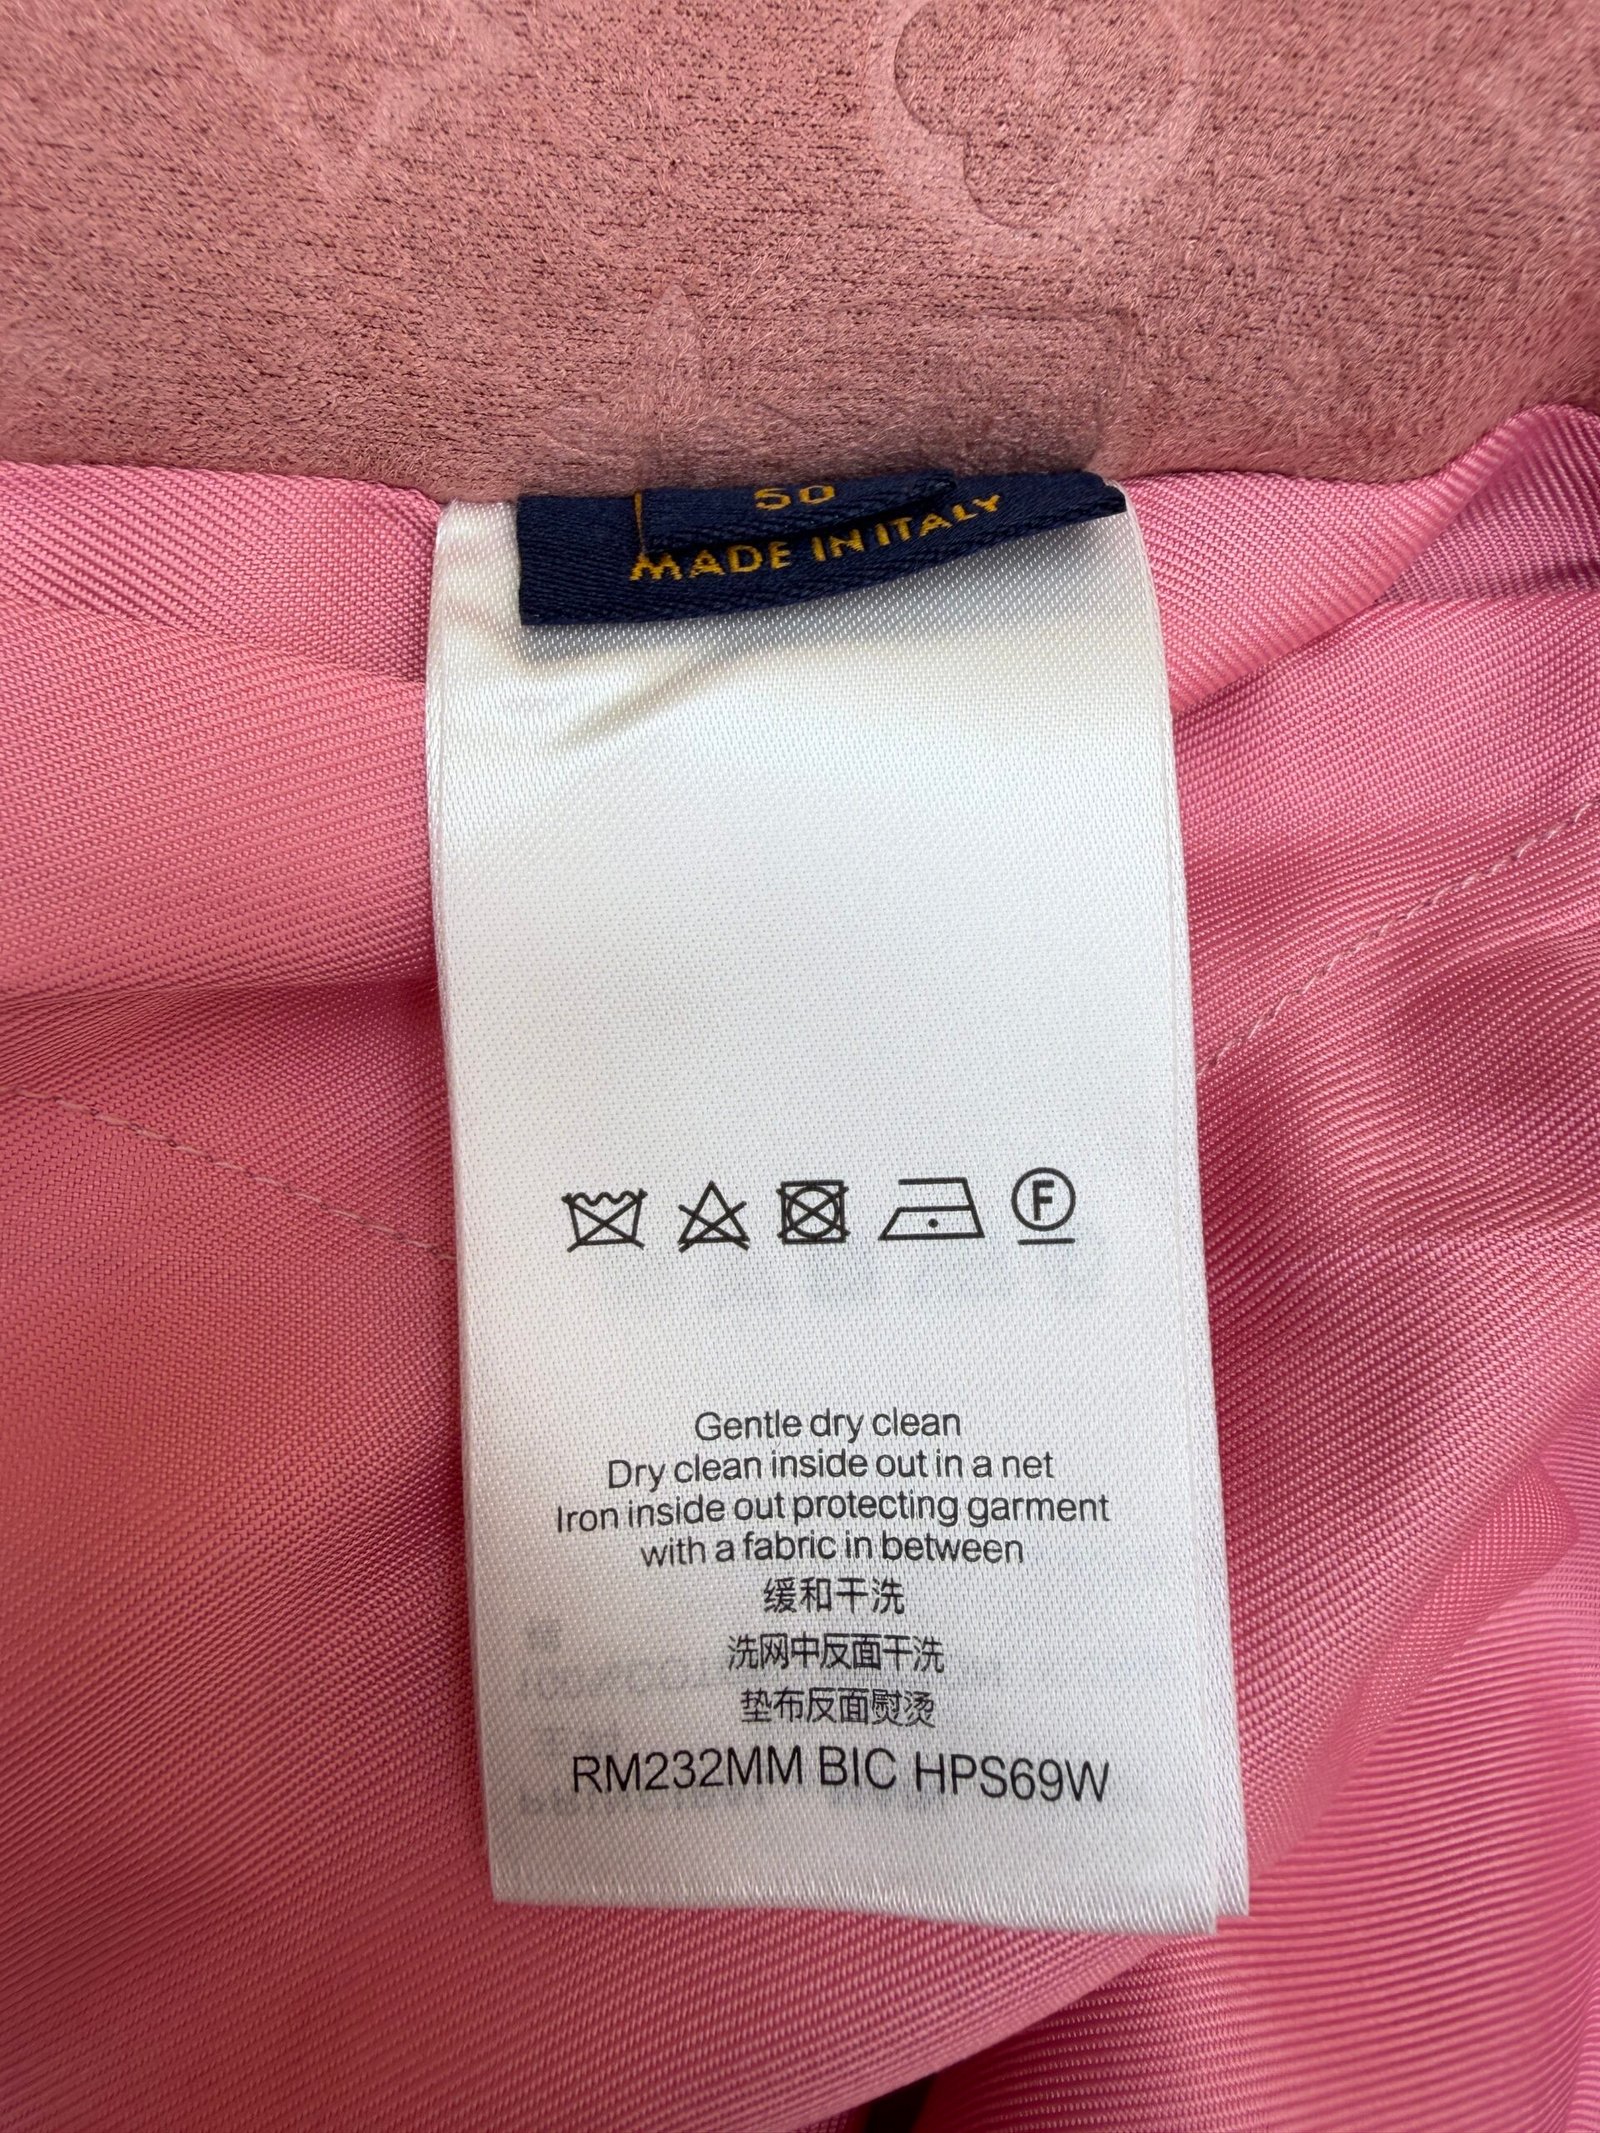 50
MADE IN ITALY
F
Gentle dry clean
Dry clean inside out in a net
Iron inside out protecting garment
with a fabric in between
缓和干洗
洗网中反面干洗
垫布反面熨烫
RM232MM BIC HPS69W